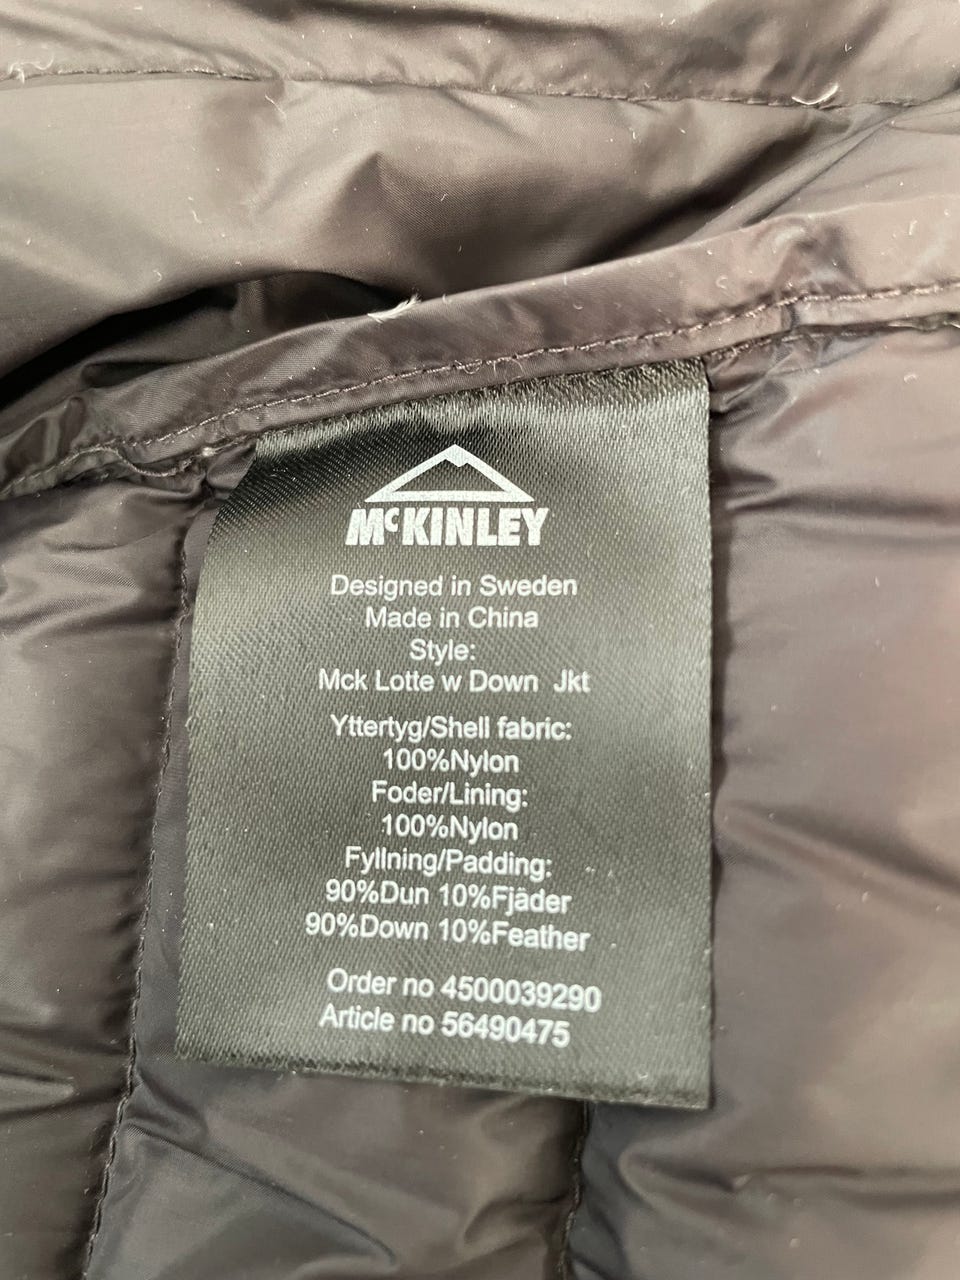 McKINLEY
Designed in Sweden
Made in China
Style:
Mck Lotte w Down Jkt
Yttertyg/Shell fabric:
100%Nylon
Foder/Lining:
100%Nylon
Fyllning/Padding:
90%Dun 10%Fjäder
90%Down 10%Feather
Order no 4500039290
Article no 56490475